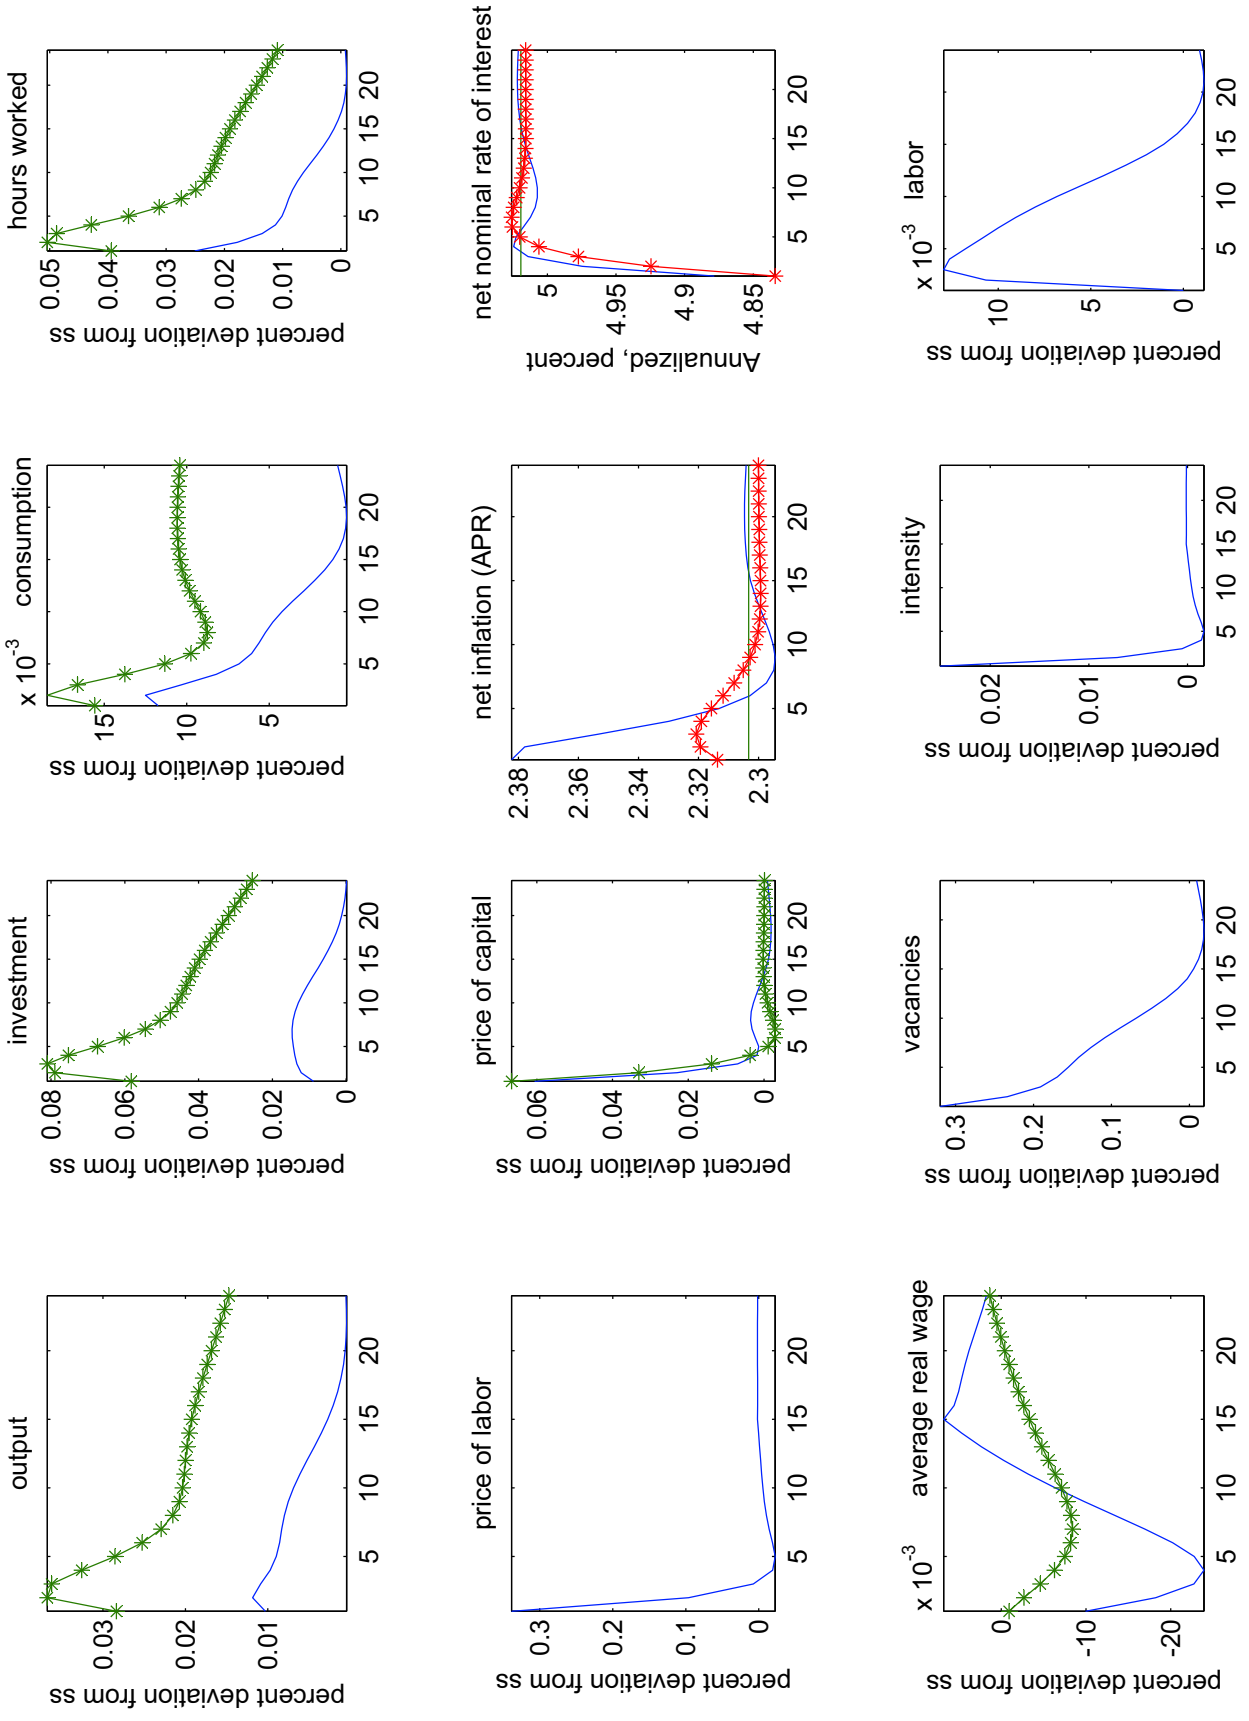 output
percent deviation from ss
0.03
0.02
0.01
5 10 15 20
investment
percent deviation from ss
0.08
0.06
0.04
0.02
0
5 10 15 20
x 10-3 consumption
percent deviation from ss
15
10
5
5 10 15 20
hours worked
percent deviation from ss
0.05
0.04
0.03
0.02
0.01
0
5 10 15 20
price of labor
percent deviation from ss
0.3
0.2
0.1
0
5 10 15 20
price of capital
percent deviation from ss
0.06
0.04
0.02
0
5 10 15 20
net inflation (APR)
2.38
2.36
2.34
2.32
2.3
5 10 15 20
net nominal rate of interest
Annualized, percent
5
4.95
4.9
4.85
5 10 15 20
x 10-3 average real wage
percent deviation from ss
0
-10
-20
5 10 15 20
vacancies
percent deviation from ss
0.3
0.2
0.1
0
5 10 15 20
intensity
percent deviation from ss
0.02
0.01
0
5 10 15 20
x 10-3 labor
percent deviation from ss
10
5
0
5 10 15 20